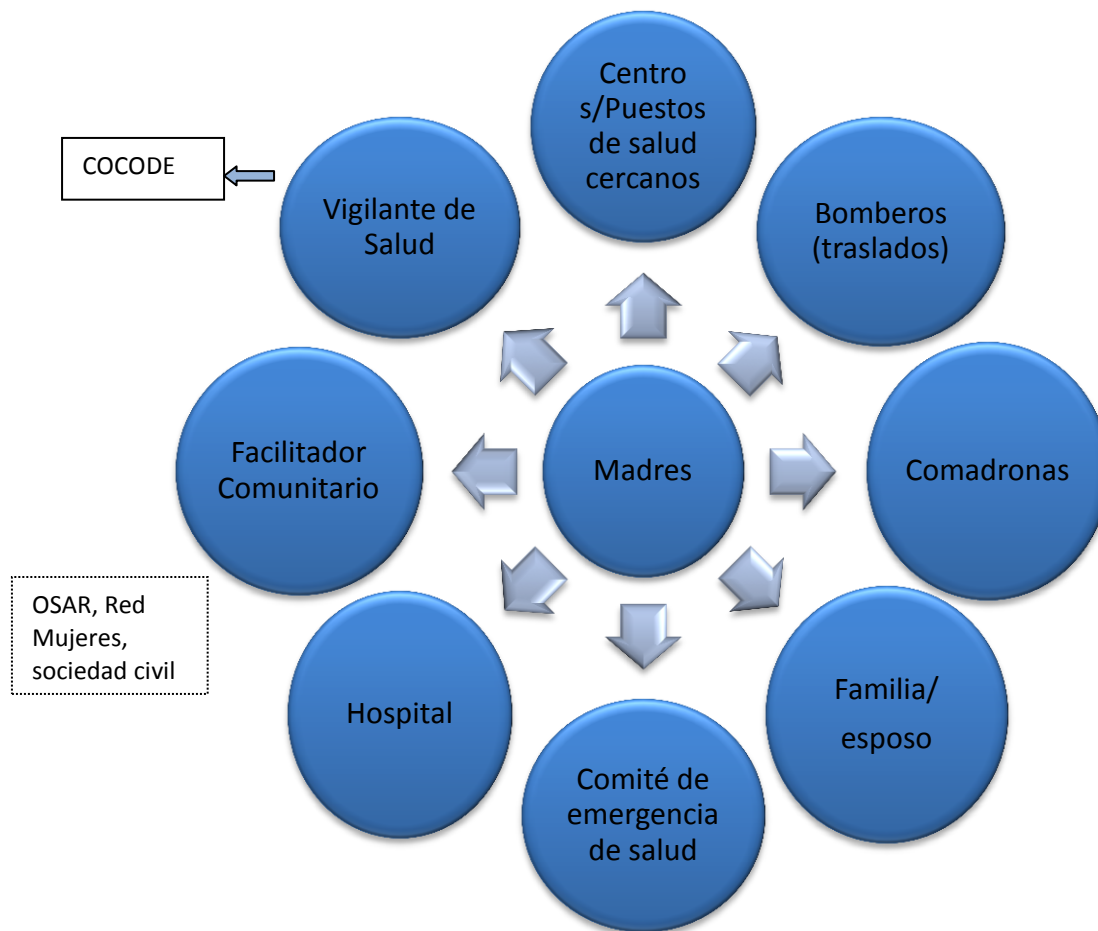 Centro
s/Puestos
de salud
cercanos
COCODE
Vigilante de
Salud
Bomberos
(traslados)
Facilitador
Comunitario
Madres
Comadronas
OSAR, Red
Mujeres,
sociedad civil
Hospital
Familia/
esposo
Comité de
emergencia
de salud